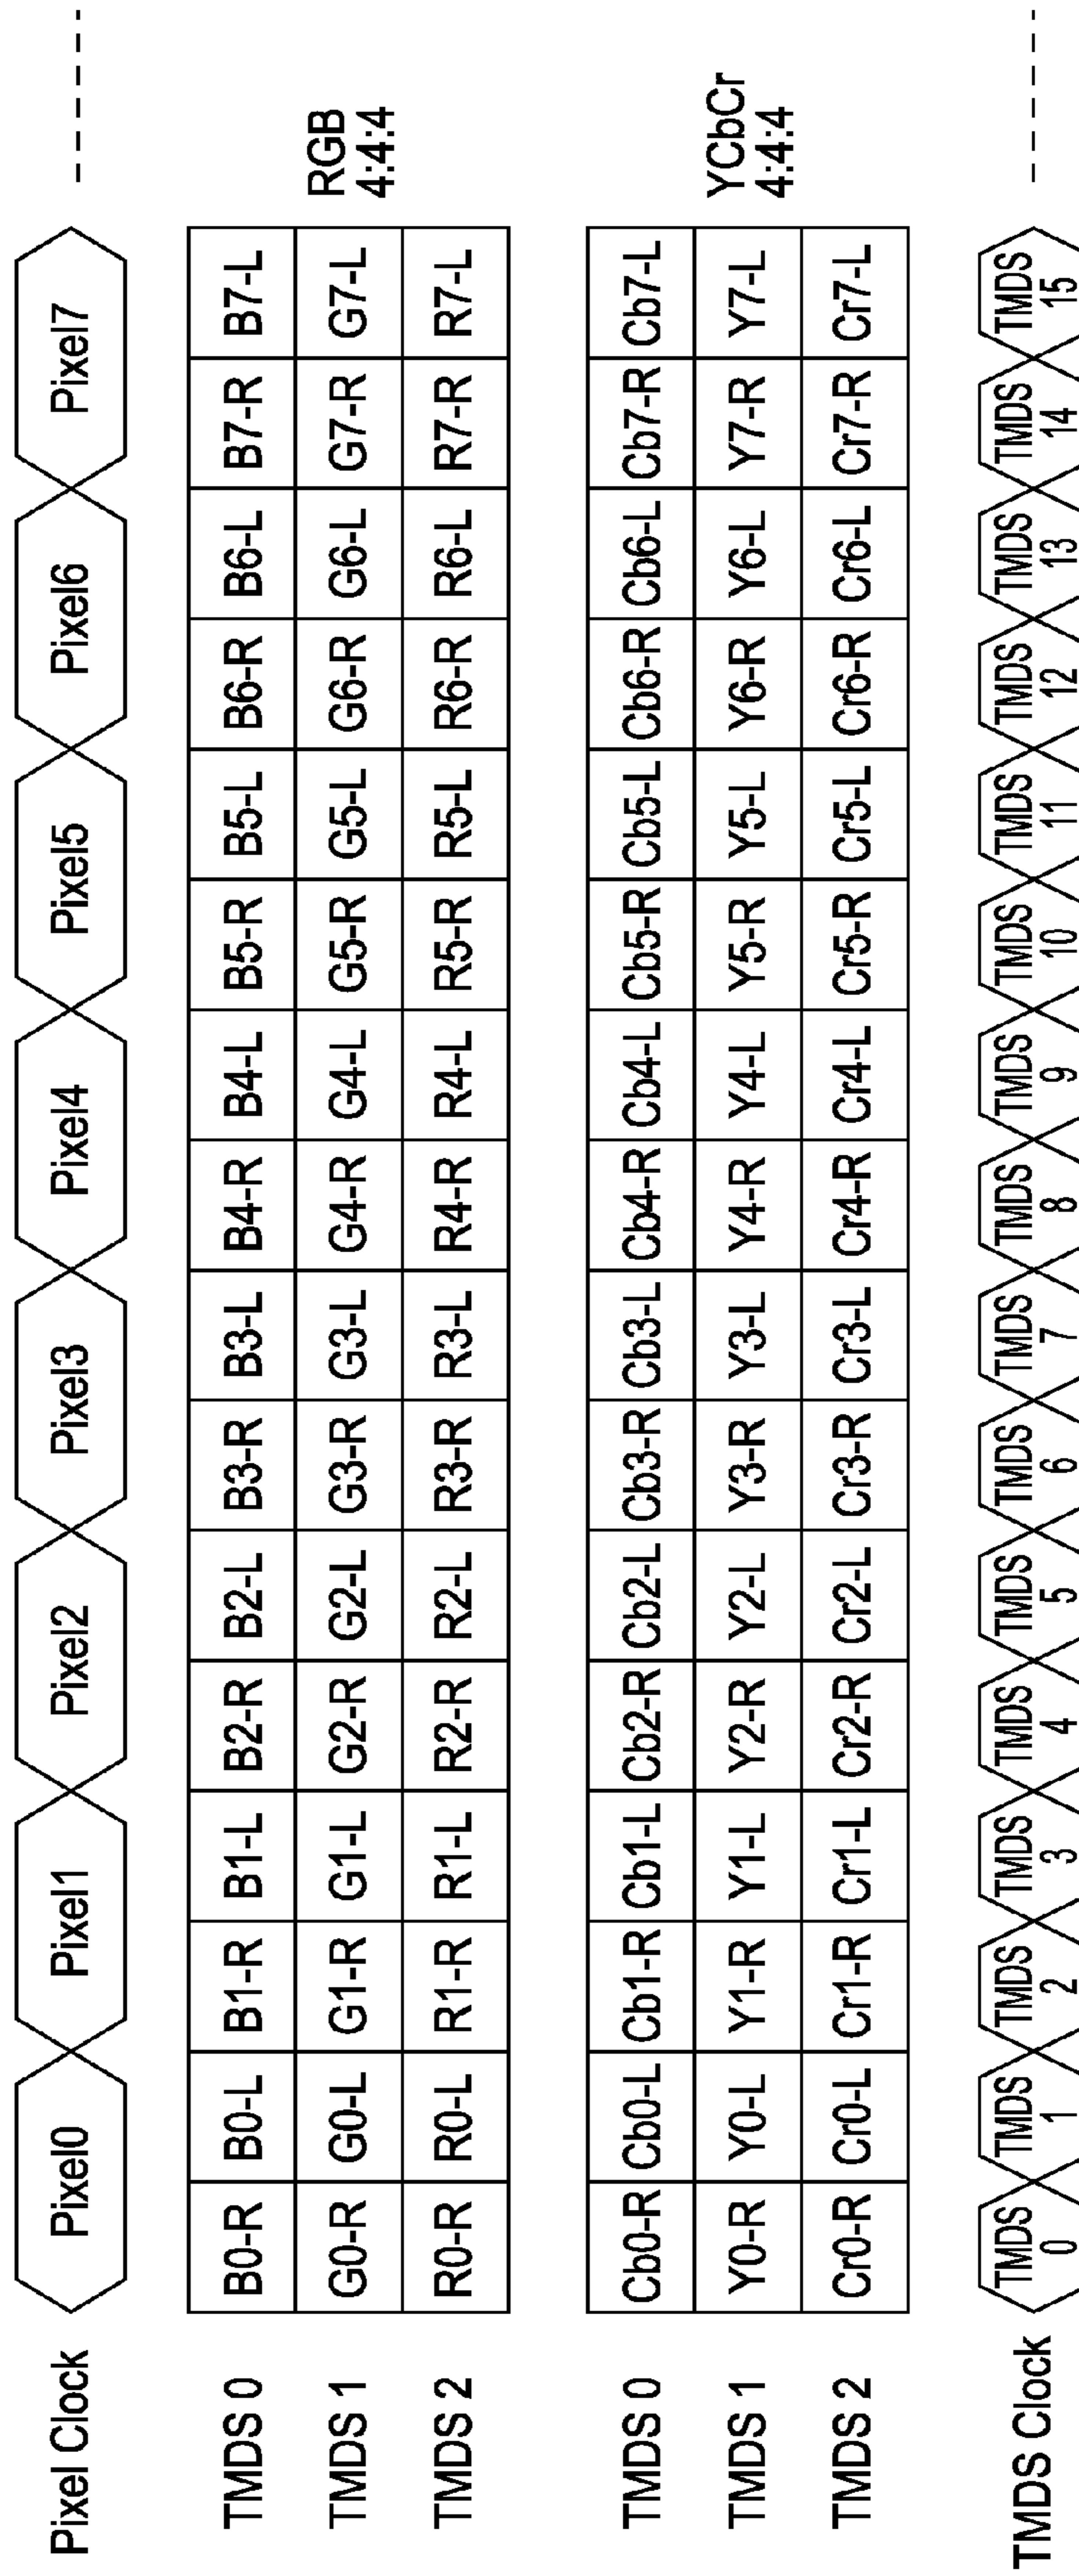 Pixel Clock Pixel0 Pixel1 Pixel2 Pixel3 Pixel4 Pixel5 Pixel6 Pixel7
TMDS 0 B0-R B0-L B1-R B1-L B2-R B2-L B3-R B3-L B4-R B4-L B5-R B5-L B6-R B6-L B7-R B7-L
TMDS 1 G0-R G0-L G1-R G1-L G2-R G2-L G3-R G3-L G4-R G4-L G5-R G5-L G6-R G6-L G7-R G7-L
TMDS 2 R0-R R0-L R1-R R1-L R2-R R2-L R3-R R3-L R4-R R4-L R5-R R5-L R6-R R6-L R7-R R7-L
RGB
4:4:4
TMDS 0 Cb0-R Cb0-L Cb1-R Cb1-L Cb2-R Cb2-L Cb3-R Cb3-L Cb4-R Cb4-L Cb5-R Cb5-L Cb6-R Cb6-L Cb7-R Cb7-L
TMDS 1 Y0-R Y0-L Y1-R Y1-L Y2-R Y2-L Y3-R Y3-L Y4-R Y4-L Y5-R Y5-L Y6-R Y6-L Y7-R Y7-L
TMDS 2 Cr0-R Cr0-L Cr1-R Cr1-L Cr2-R Cr2-L Cr3-R Cr3-L Cr4-R Cr4-L Cr5-R Cr5-L Cr6-R Cr6-L Cr7-R Cr7-L
YCbCr
4:4:4
TMDS Clock TMDS TMDS TMDS TMDS TMDS TMDS TMDS TMDS TMDS TMDS TMDS TMDS TMDS TMDS TMDS TMDS
0 1 2 3 4 5 6 7 8 9 10 11 12 13 14 15